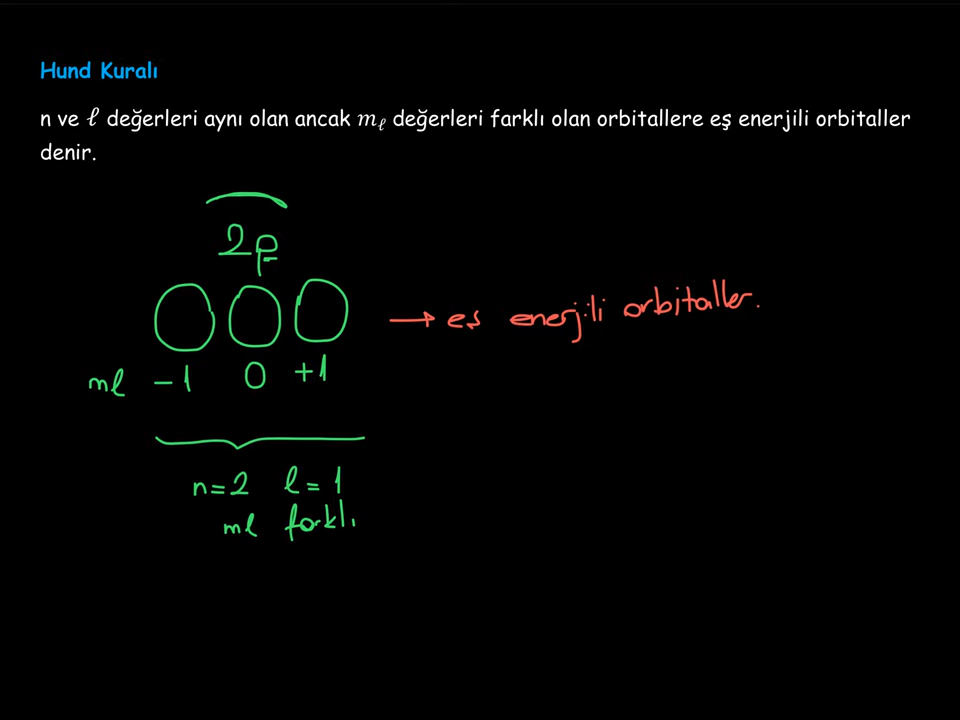 Hund Kuralı
n ve ℓ değerleri aynı olan ancak mℓ değerleri farklı olan orbitallere eş enerjili orbitaller
denir.
2p
→ eş enerjili orbitaller.
ml -1 0 +1
n=2 l=1
ml farklı